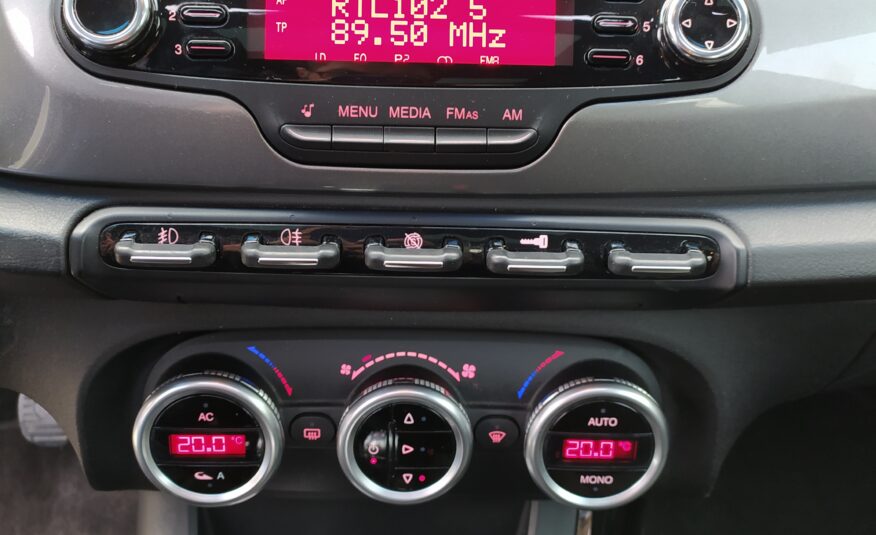 AF
2
TP
3
RTL102 5
89.50 MHz
5
6
MENU MEDIA FMAS AM
AC
20.0°C
A
AUTO
20.0°C
MONO